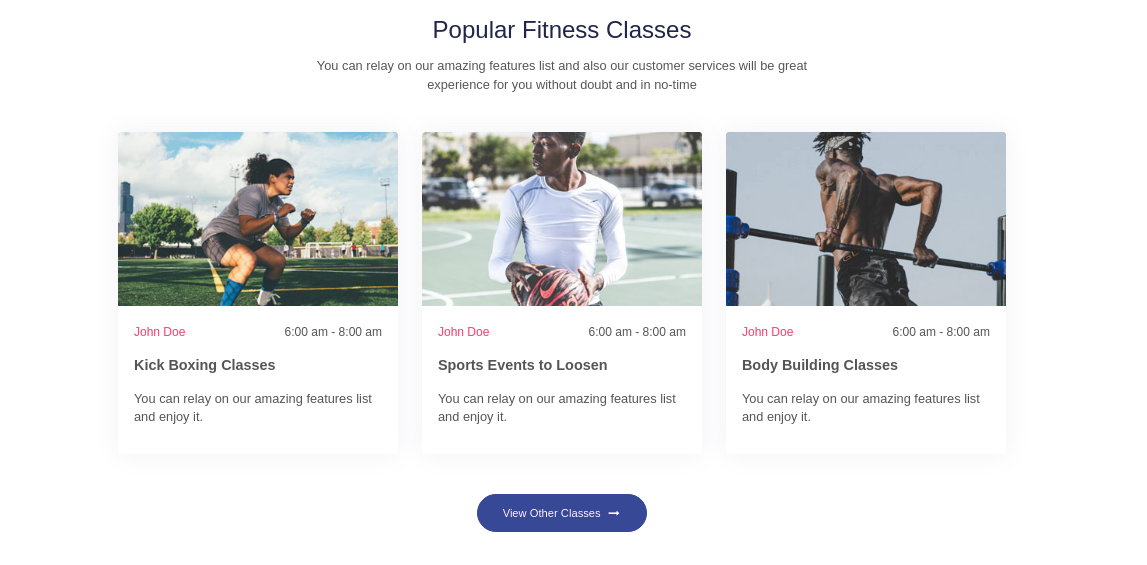 Popular Fitness Classes
You can relay on our amazing features list and also our customer services will be great
experience for you without doubt and in no-time
John Doe
6:00 am - 8:00 am
Kick Boxing Classes
You can relay on our amazing features list
and enjoy it.
John Doe
6:00 am - 8:00 am
Sports Events to Loosen
You can relay on our amazing features list
and enjoy it.
John Doe
6:00 am - 8:00 am
Body Building Classes
You can relay on our amazing features list
and enjoy it.
View Other Classes